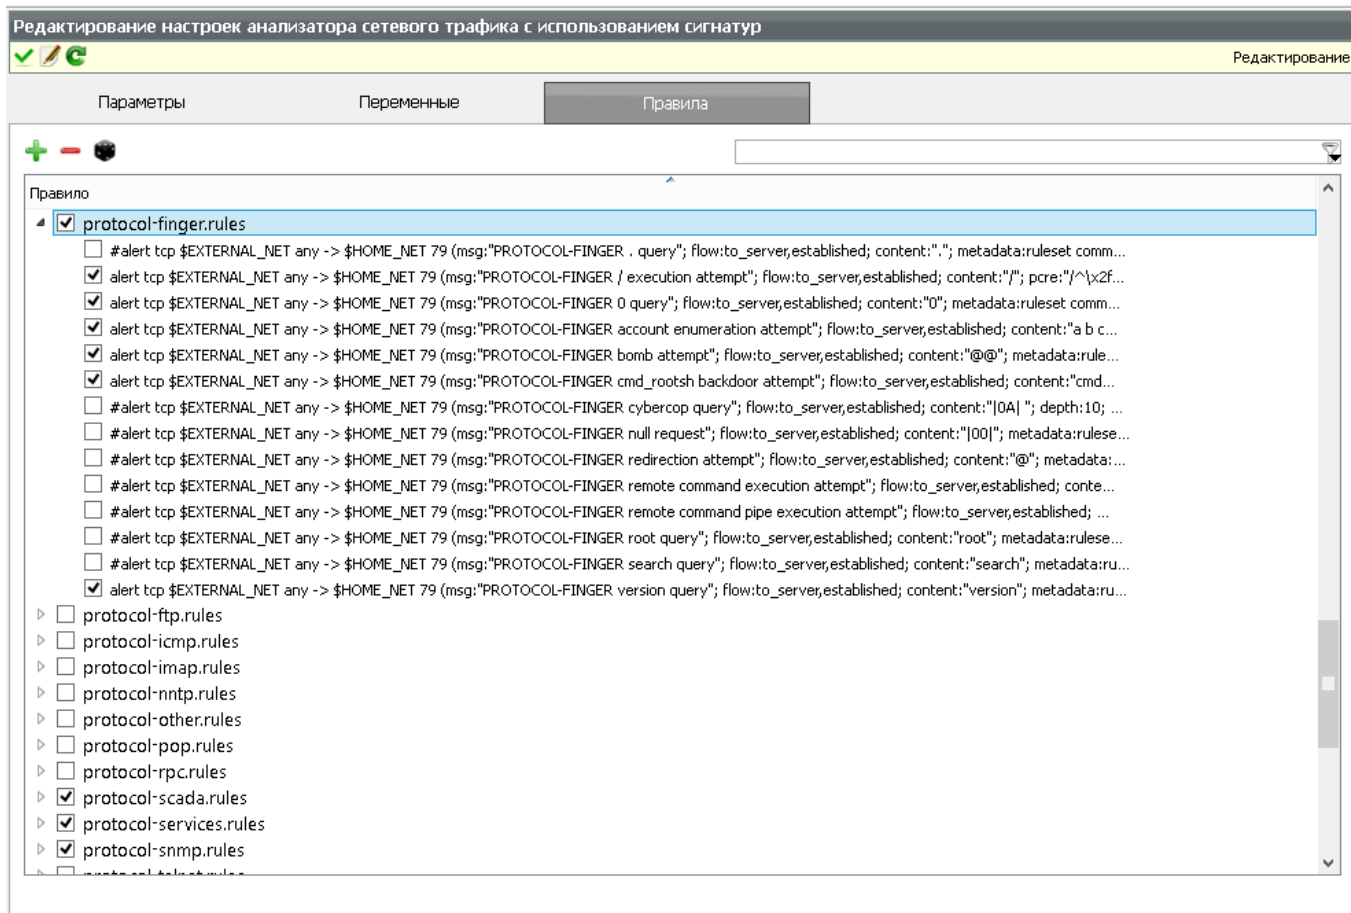 Редактирование настроек анализатора сетевого трафика с использованием сигнатур
Редактирование
Параметры Переменные Правила
Правило
protocol-finger.rules
#alert tcp $EXTERNAL_NET any -> $HOME_NET 79 (msg:"PROTOCOL-FINGER . query"; flow:to_server,established; content:"."; metadata:ruleset comm...
alert tcp $EXTERNAL_NET any -> $HOME_NET 79 (msg:"PROTOCOL-FINGER / execution attempt"; flow:to_server,established; content:"/"; pcre:"/^\x2f...
alert tcp $EXTERNAL_NET any -> $HOME_NET 79 (msg:"PROTOCOL-FINGER 0 query"; flow:to_server,established; content:"0"; metadata:ruleset comm...
alert tcp $EXTERNAL_NET any -> $HOME_NET 79 (msg:"PROTOCOL-FINGER account enumeration attempt"; flow:to_server,established; content:"a b c...
alert tcp $EXTERNAL_NET any -> $HOME_NET 79 (msg:"PROTOCOL-FINGER bomb attempt"; flow:to_server,established; content:"@@"; metadata:rule...
alert tcp $EXTERNAL_NET any -> $HOME_NET 79 (msg:"PROTOCOL-FINGER cmd_rootsh backdoor attempt"; flow:to_server,established; content:"cmd...
#alert tcp $EXTERNAL_NET any -> $HOME_NET 79 (msg:"PROTOCOL-FINGER cybercop query"; flow:to_server,established; content:"|0A| "; depth:10; ...
#alert tcp $EXTERNAL_NET any -> $HOME_NET 79 (msg:"PROTOCOL-FINGER null request"; flow:to_server,established; content:"|00|"; metadata:rulese...
#alert tcp $EXTERNAL_NET any -> $HOME_NET 79 (msg:"PROTOCOL-FINGER redirection attempt"; flow:to_server,established; content:"@"; metadata:...
#alert tcp $EXTERNAL_NET any -> $HOME_NET 79 (msg:"PROTOCOL-FINGER remote command execution attempt"; flow:to_server,established; conte...
#alert tcp $EXTERNAL_NET any -> $HOME_NET 79 (msg:"PROTOCOL-FINGER remote command pipe execution attempt"; flow:to_server,established; ...
#alert tcp $EXTERNAL_NET any -> $HOME_NET 79 (msg:"PROTOCOL-FINGER root query"; flow:to_server,established; content:"root"; metadata:rulese...
#alert tcp $EXTERNAL_NET any -> $HOME_NET 79 (msg:"PROTOCOL-FINGER search query"; flow:to_server,established; content:"search"; metadata:ru...
alert tcp $EXTERNAL_NET any -> $HOME_NET 79 (msg:"PROTOCOL-FINGER version query"; flow:to_server,established; content:"version"; metadata:ru...
protocol-ftp.rules
protocol-icmp.rules
protocol-imap.rules
protocol-nntp.rules
protocol-other.rules
protocol-pop.rules
protocol-rpc.rules
protocol-scada.rules
protocol-services.rules
protocol-snmp.rules